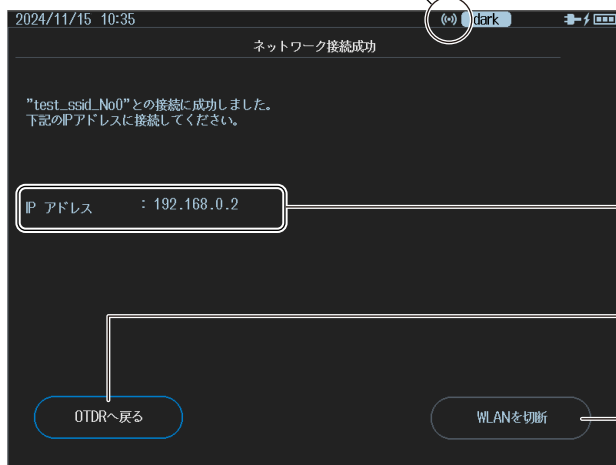 2024/11/15 10:35 dark
ネットワーク接続成功
”test_ssid_No0”との接続に成功しました。
下記のIPアドレスに接続してください。
IP アドレス : 192.168.0.2
OTDRへ戻る WLANを切断